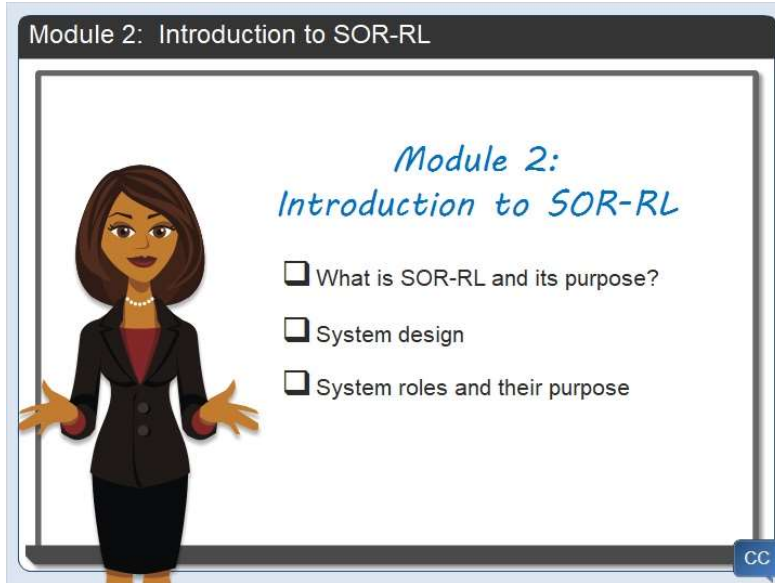 Module 2: Introduction to SOR-RL
Module 2:
Introduction to SOR-RL
What is SOR-RL and its purpose?
System design
System roles and their purpose
CC